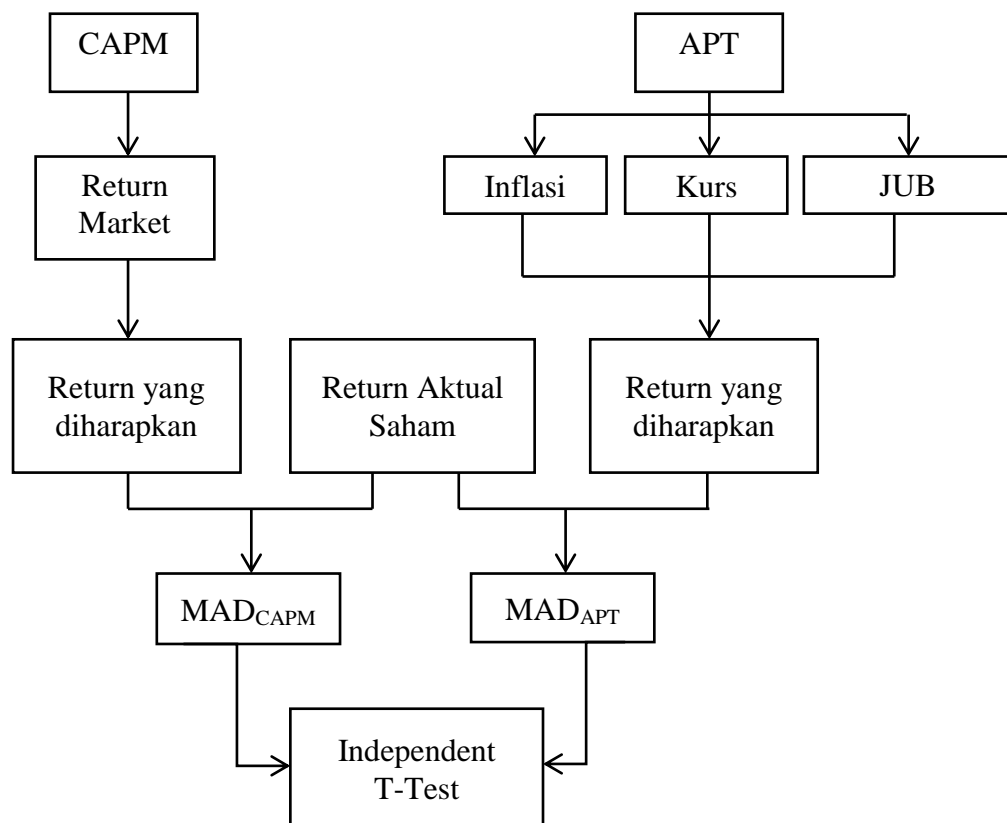 CAPM
APT
Return
Market
Inflasi
Kurs
JUB
Return yang
diharapkan
Return Aktual
Saham
Return yang
diharapkan
MADCAPM
MADAPT
Independent
T-Test